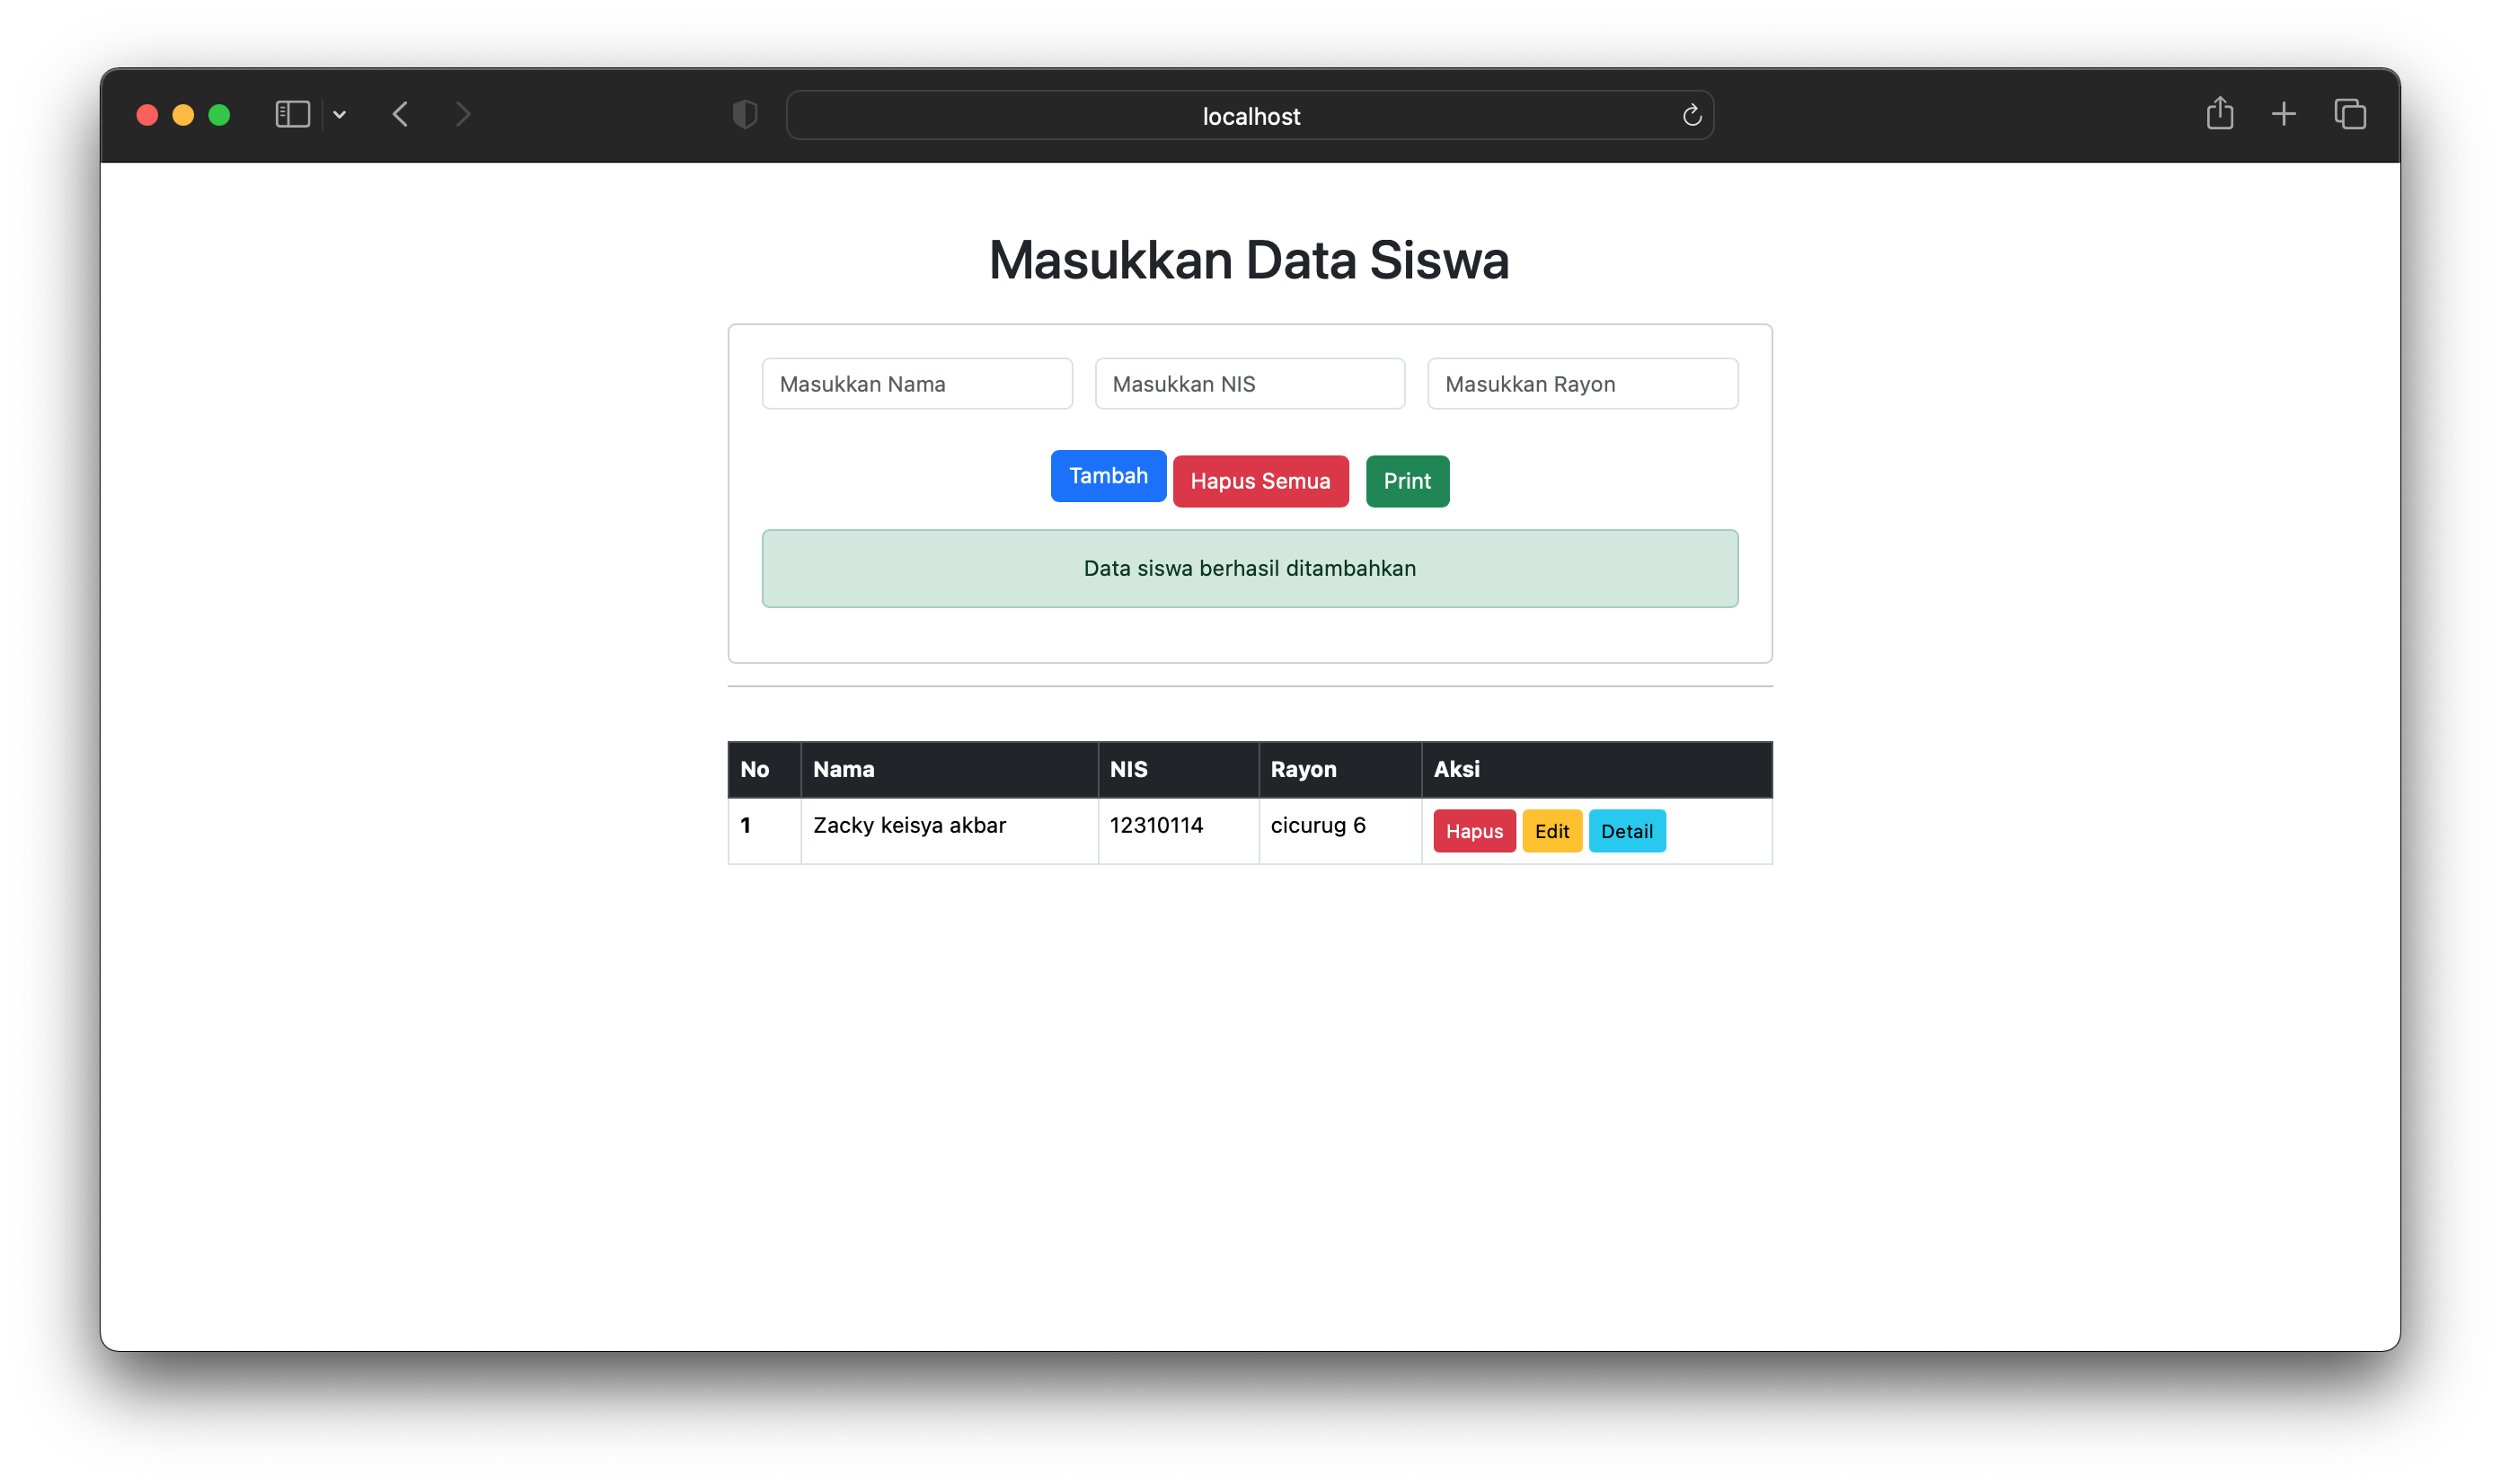 localhost
Masukkan Data Siswa
Masukkan Nama Masukkan NIS Masukkan Rayon
Tambah Hapus Semua Print
Data siswa berhasil ditambahkan
No Nama NIS Rayon Aksi
1 Zacky keisya akbar 12310114 cicurug 6 Hapus Edit Detail